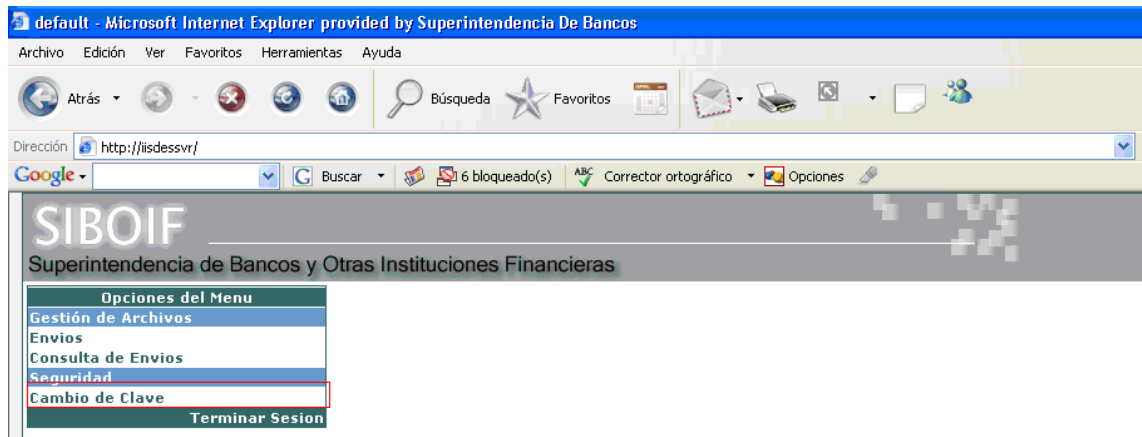 default - Microsoft Internet Explorer provided by Superintendencia De Bancos
Archivo Edición Ver Favoritos Herramientas Ayuda
Atrás Búsqueda Favoritos
Dirección http://iisdessvr/
Google Buscar 6 bloqueado(s) ABC Corrector ortográfico Opciones
SIBOIF
Superintendencia de Bancos y Otras Instituciones Financieras
Opciones del Menu
Gestión de Archivos
Envios
Consulta de Envios
Seguridad
Cambio de Clave
Terminar Sesion